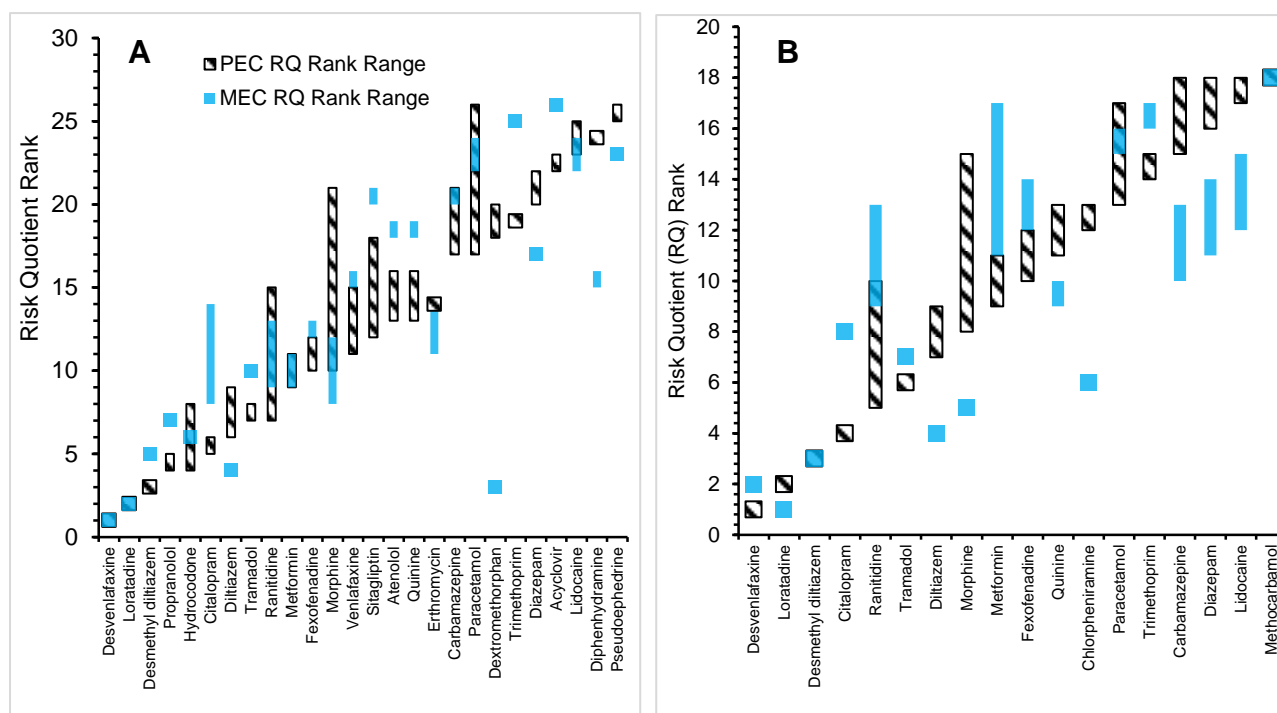 A
PEC RQ Rank Range
MEC RQ Rank Range
Risk Quotient Rank
30
25
20
15
10
5
0
Desvenlafaxine
Loratadine
Desmethyl diltiazem
Propranolol
Hydrocodone
Citalopram
Diltiazem
Tramadol
Ranitidine
Metformin
Fexofenadine
Morphine
Venlafaxine
Sitagliptin
Atenolol
Quinine
Erthromycin
Carbamazepine
Paracetamol
Dextromethorphan
Trimethoprim
Diazepam
Acyclovir
Lidocaine
Diphenhydramine
Pseudoephedrine
B
Risk Quotient (RQ) Rank
20
18
16
14
12
10
8
6
4
2
0
Desvenlafaxine
Loratadine
Desmethyl diltiazem
Citalopram
Ranitidine
Tramadol
Diltiazem
Morphine
Metformin
Fexofenadine
Quinine
Chlorpheniramine
Paracetamol
Trimethoprim
Carbamazepine
Diazepam
Lidocaine
Methocarbamol